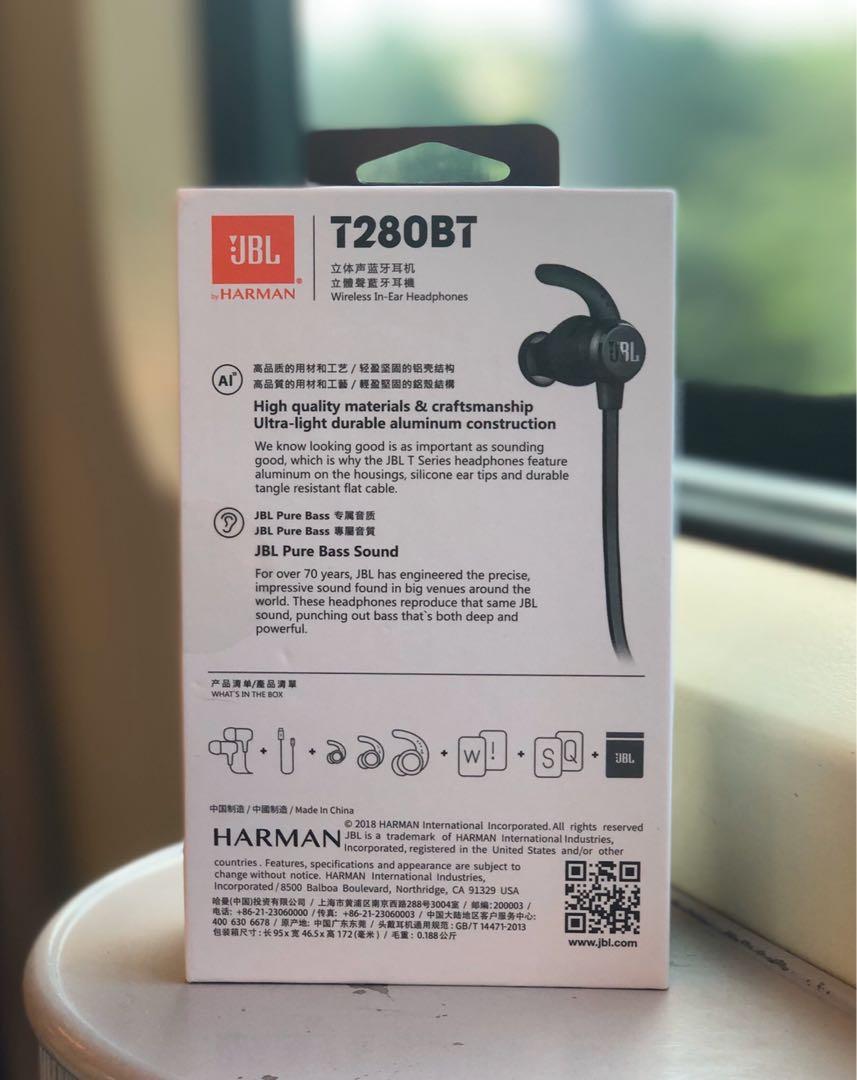 JBL
by HARMAN®
T280BT
立体声蓝牙耳机
立體聲藍牙耳機
Wireless In-Ear Headphones
JBL
Al
高品质的用材和工艺 / 轻盈坚固的铝壳结构
高品質的用材和工藝 / 輕盈堅固的鋁殼結構
High quality materials & craftsmanship
Ultra-light durable aluminum construction
We know looking good is as important as sounding
good, which is why the JBL T Series headphones feature
aluminum on the housings, silicone ear tips and durable
tangle resistant flat cable.
JBL Pure Bass 专属音质
JBL Pure Bass 專屬音質
JBL Pure Bass Sound
For over 70 years, JBL has engineered the precise,
impressive sound found in big venues around the
world. These headphones reproduce that same JBL
sound, punching out bass that`s both deep and
powerful.
产品清单/產品清單
WHAT'S IN THE BOX
+ + + + + W ! S Q JBL
中国制造 / 中國製造 / Made in China
HARMAN
© 2018 HARMAN International Incorporated. All rights reserved
JBL is a trademark of HARMAN International Industries,
Incorporated, registered in the United States and/or other
countries. Features, specifications and appearance are subject to
change without notice. HARMAN International Industries,
Incorporated / 8500 Balboa Boulevard, Northridge, CA 91329 USA
哈曼(中国)投资有限公司 / 上海市黄浦区南京西路288号3004室 / 邮编:200003 /
电话: +86-21-23060000 / 传真: +86-21-23060003 / 中国大陆地区客户服务中心:
400 630 6678 / 原产地: 中国广东东莞 / 头戴耳机通用规范: GB/T 14471-2013
包装箱尺寸: 长 95 x 宽 46.5 x 高 172 (毫米) / 毛重: 0.188公斤
www.jbl.com